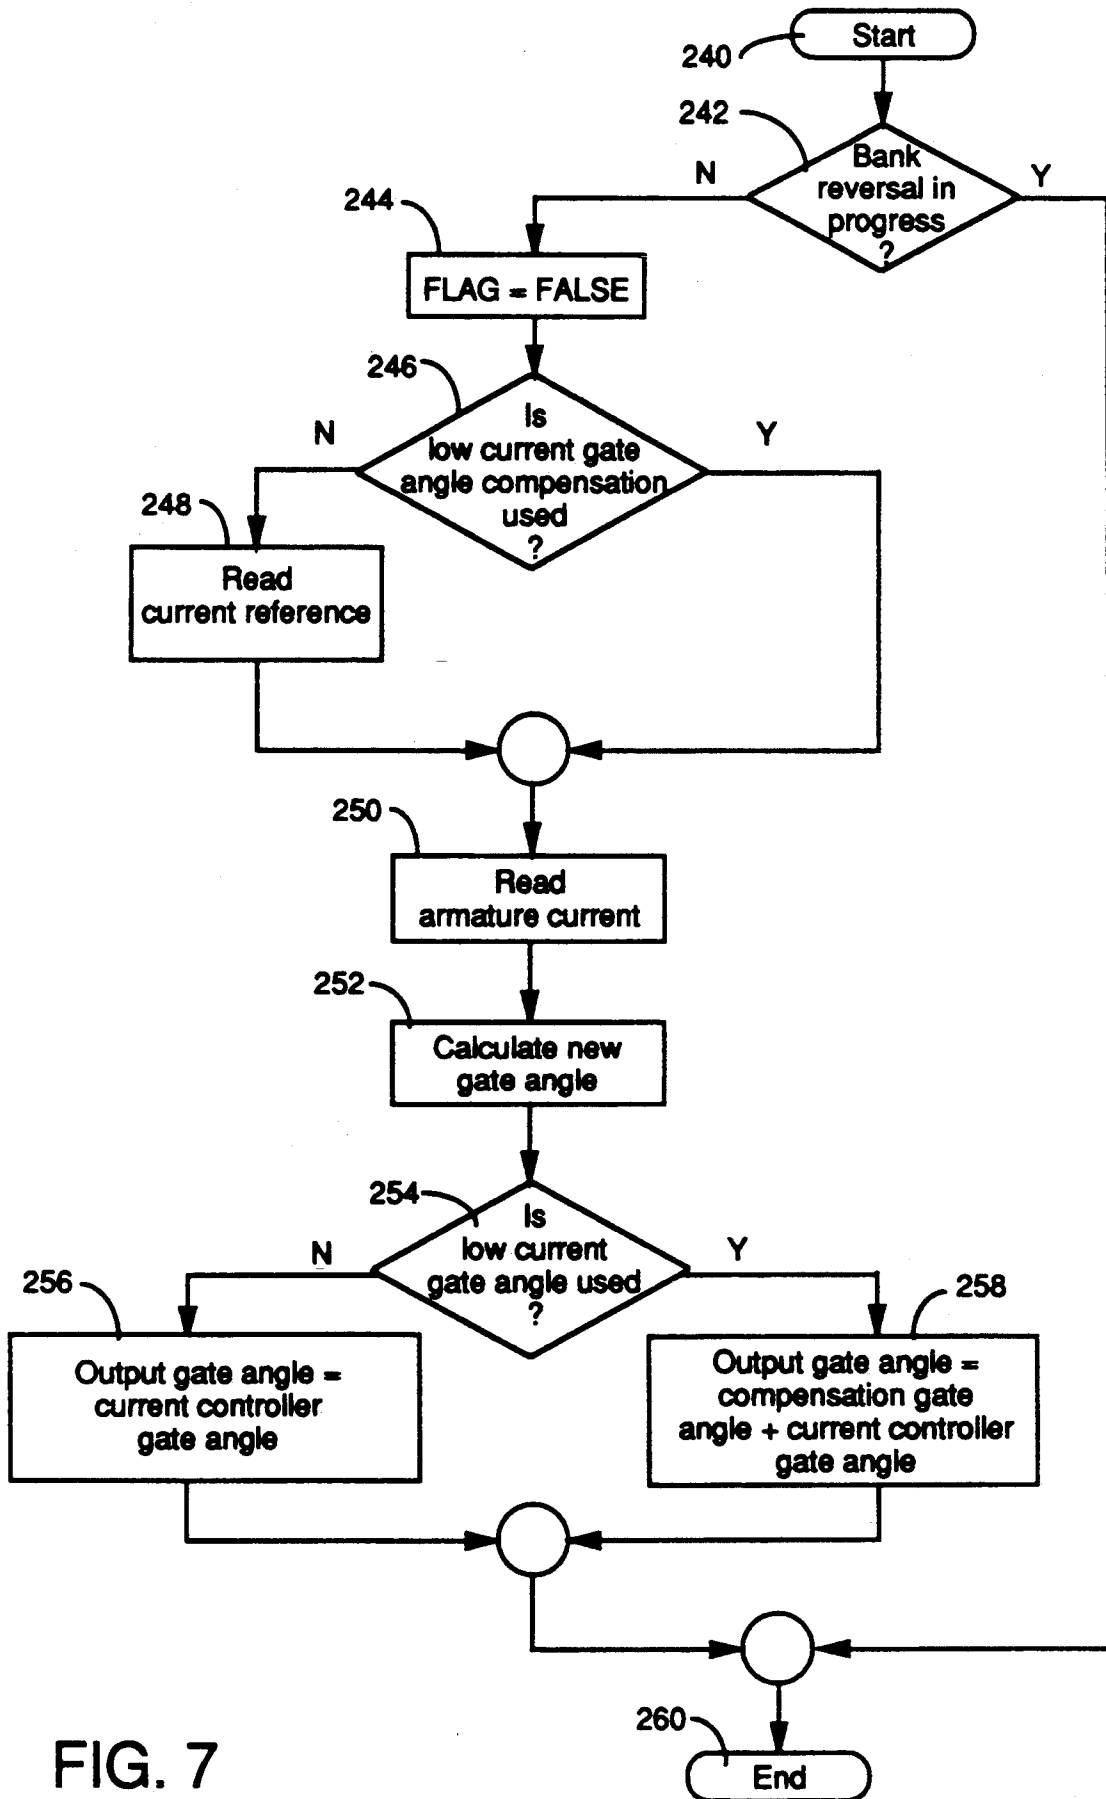 Start
240
242
Bank
reversal in
progress
?
N
Y
244
FLAG = FALSE
246
Is
low current gate
angle compensation
used
?
N
Y
248
Read
current reference
250
Read
armature current
252
Calculate new
gate angle
254
Is
low current
gate angle used
?
N
Y
256
Output gate angle =
current controller
gate angle
258
Output gate angle =
compensation gate
angle + current controller
gate angle
260
End
FIG. 7